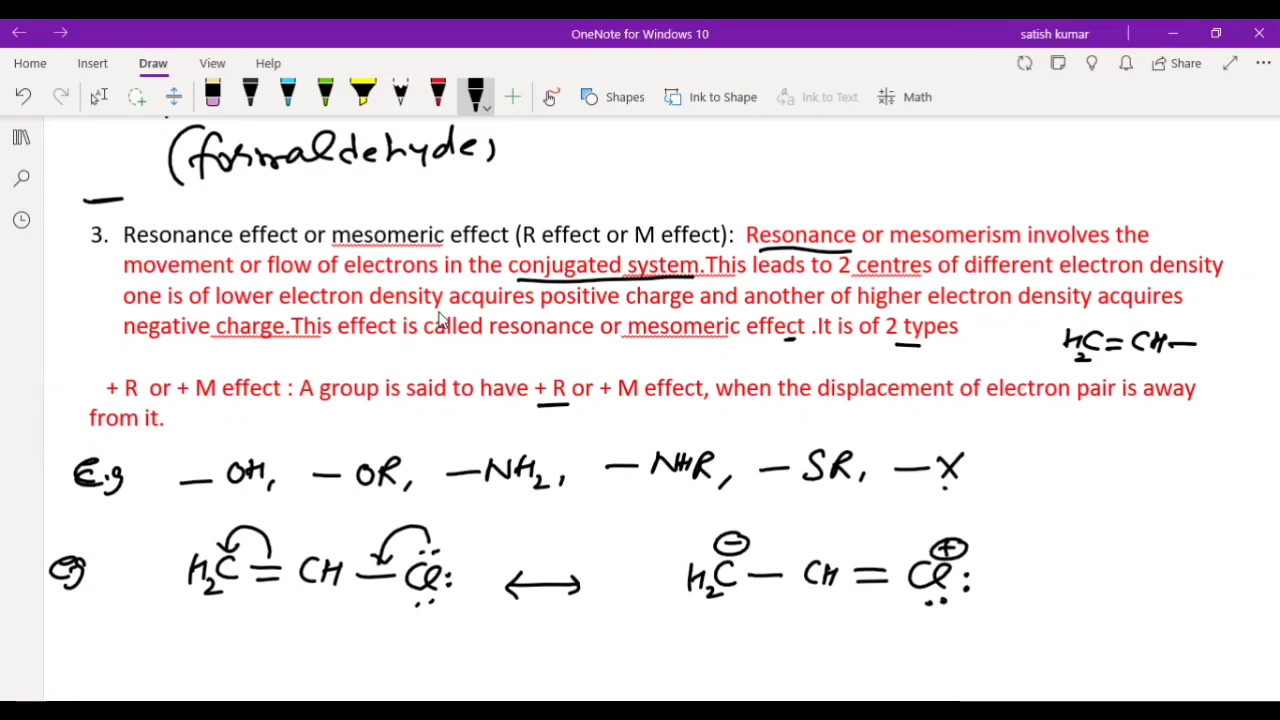 OneNote for Windows 10
satish kumar
Home Insert Draw View Help
Share
Shapes Ink to Shape Ink to Text Math
(formaldehyde)
3. Resonance effect or mesomeric effect (R effect or M effect): Resonance or mesomerism involves the
movement or flow of electrons in the conjugated system.This leads to 2 centres of different electron density
one is of lower electron density acquires positive charge and another of higher electron density acquires
negative charge.This effect is called resonance or mesomeric effect .It is of 2 types
H2C=CH—
+ R or + M effect : A group is said to have + R or + M effect, when the displacement of electron pair is away
from it.
E.g —OH, —OR, —NH2, —NHR, —SR, —X
eg H2C=CH—Cl: ⟷ H2C⊖—CH=Cl⊕: